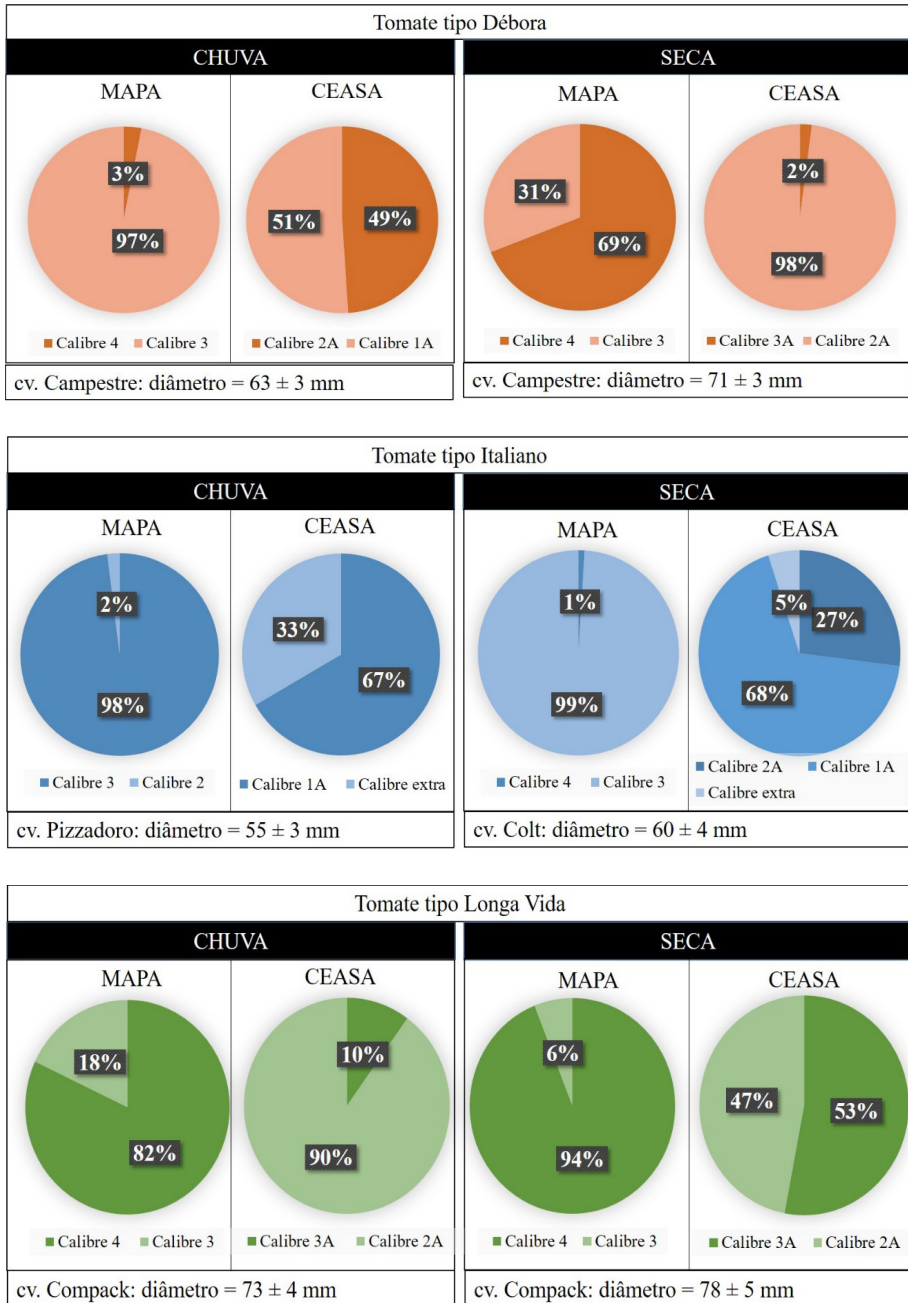 Tomate tipo Débora
CHUVA
SECA
MAPA
CEASA
MAPA
CEASA
3%
97%
51%
49%
31%
69%
2%
98%
Calibre 4 Calibre 3
Calibre 2A Calibre 1A
Calibre 4 Calibre 3
Calibre 3A Calibre 2A
cv. Campestre: diâmetro = 63 ± 3 mm
cv. Campestre: diâmetro = 71 ± 3 mm
Tomate tipo Italiano
CHUVA
SECA
MAPA
CEASA
MAPA
CEASA
2%
98%
33%
67%
1%
99%
5%
27%
68%
Calibre 3 Calibre 2
Calibre 1A Calibre extra
Calibre 4 Calibre 3
Calibre 2A Calibre 1A
Calibre extra
cv. Pizzadoro: diâmetro = 55 ± 3 mm
cv. Colt: diâmetro = 60 ± 4 mm
Tomate tipo Longa Vida
CHUVA
SECA
MAPA
CEASA
MAPA
CEASA
18%
82%
10%
90%
6%
94%
47%
53%
Calibre 4 Calibre 3
Calibre 3A Calibre 2A
Calibre 4 Calibre 3
Calibre 3A Calibre 2A
cv. Compack: diâmetro = 73 ± 4 mm
cv. Compack: diâmetro = 78 ± 5 mm